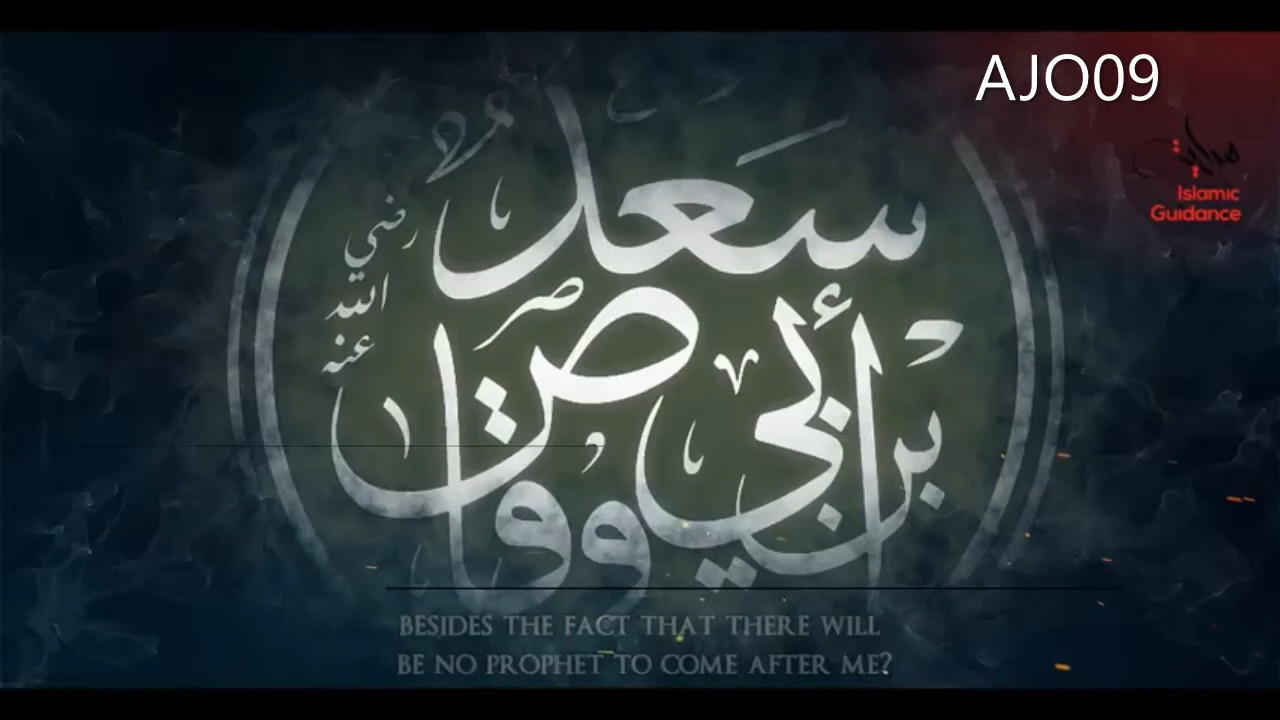 AJO09
هداية
Islamic
Guidance
سعد
بن أبي وقاص
رضي
الله
عنه
BESIDES THE FACT THAT THERE WILL
BE NO PROPHET TO COME AFTER ME?